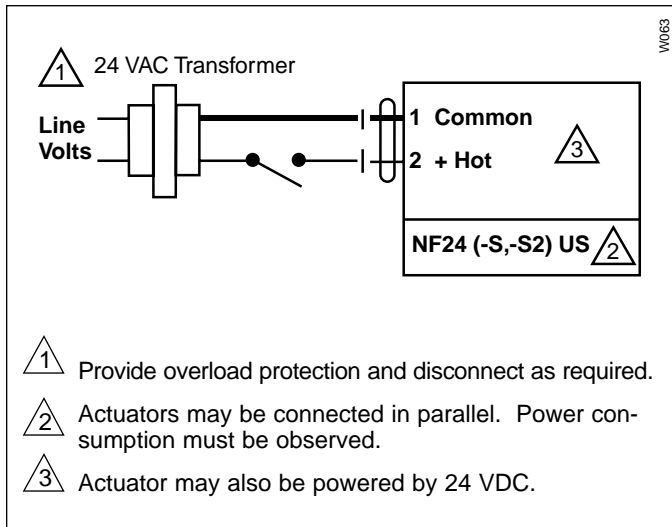 W063
1 24 VAC Transformer
Line
Volts
1 Common
2 + Hot
3
NF24 (-S,-S2) US 2
1 Provide overload protection and disconnect as required.
2 Actuators may be connected in parallel. Power con-
sumption must be observed.
3 Actuator may also be powered by 24 VDC.